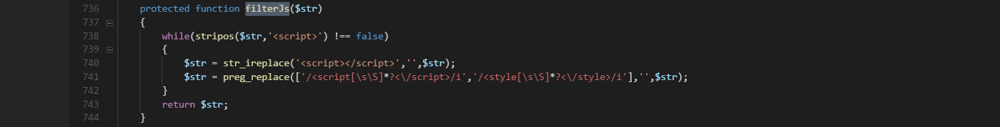 736 protected function filterJs($str)
737 {
738 while(stripos($str,'<script>') !== false)
739 {
740 $str = str_ireplace('<script></script>','',$str);
741 $str = preg_replace(['/<script[\s\S]*?<\/script>/i','/<style[\s\S]*?<\/style>/i'],'',$str);
742 }
743 return $str;
744 }